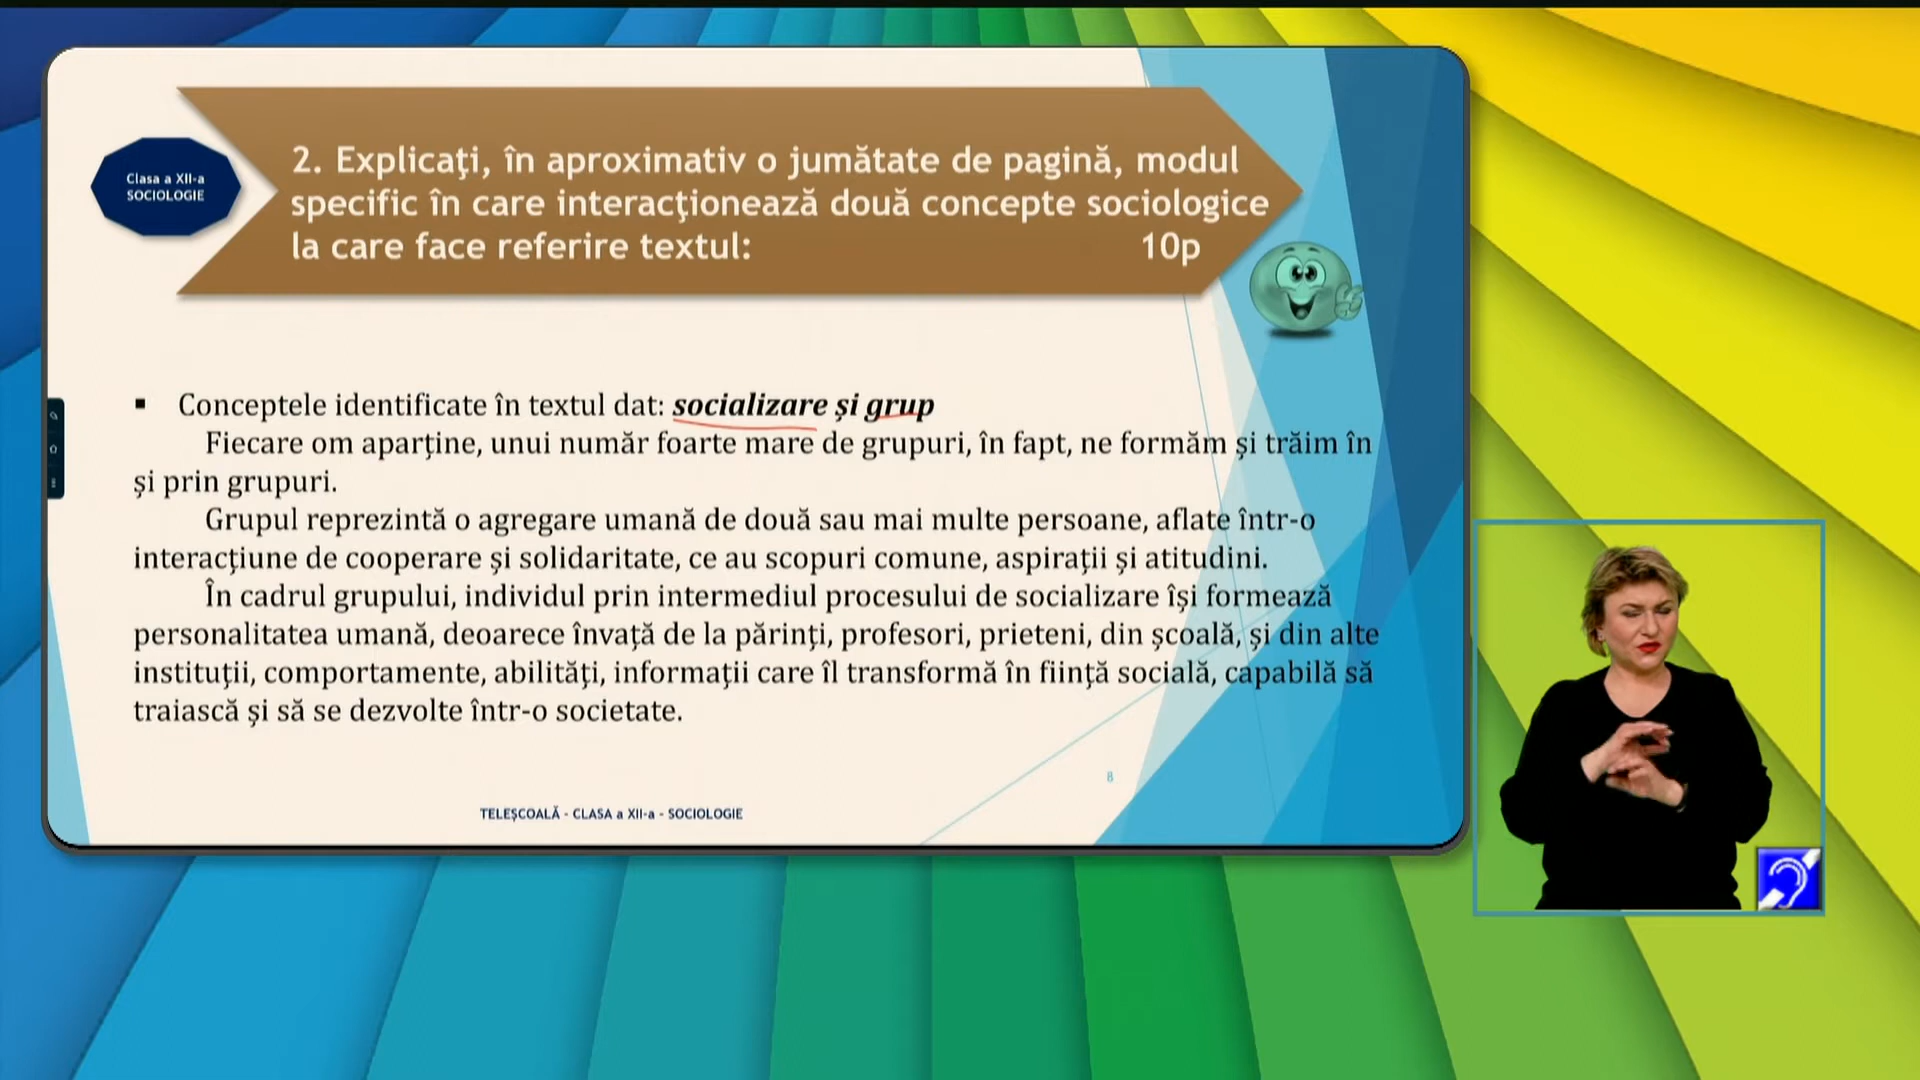 Clasa a XII-a
SOCIOLOGIE
2. Explicaţi, în aproximativ o jumătate de pagină, modul
specific în care interacţionează două concepte sociologice
la care face referire textul: 10p
▪ Conceptele identificate în textul dat: socializare și grup
Fiecare om aparține, unui număr foarte mare de grupuri, în fapt, ne formăm și trăim în
și prin grupuri.
Grupul reprezintă o agregare umană de două sau mai multe persoane, aflate într-o
interacțiune de cooperare și solidaritate, ce au scopuri comune, aspirații și atitudini.
În cadrul grupului, individul prin intermediul procesului de socializare își formează
personalitatea umană, deoarece învață de la părinți, profesori, prieteni, din școală, și din alte
instituții, comportamente, abilități, informații care îl transformă în ființă socială, capabilă să
traiască și să se dezvolte într-o societate.
8
TELEȘCOALĂ - CLASA a XII-a - SOCIOLOGIE